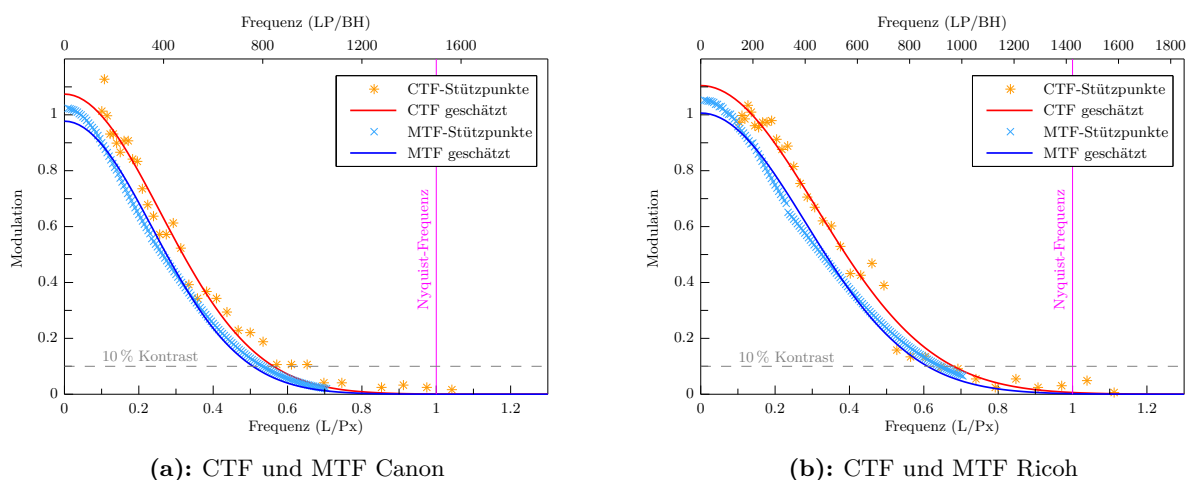 Frequenz (LP/BH)
0 400 800 1200 1600
CTF-Stützpunkte
CTF geschätzt
MTF-Stützpunkte
MTF geschätzt
Modulation
1
0.8
0.6
0.4
0.2
0
Nyquist-Frequenz
10 % Kontrast
0 0.2 0.4 0.6 0.8 1 1.2
Frequenz (L/Px)
(a): CTF und MTF Canon
Frequenz (LP/BH)
0 200 400 600 800 1000 1200 1400 1600 1800
CTF-Stützpunkte
CTF geschätzt
MTF-Stützpunkte
MTF geschätzt
Modulation
1
0.8
0.6
0.4
0.2
0
Nyquist-Frequenz
10 % Kontrast
0 0.2 0.4 0.6 0.8 1 1.2
Frequenz (L/Px)
(b): CTF und MTF Ricoh